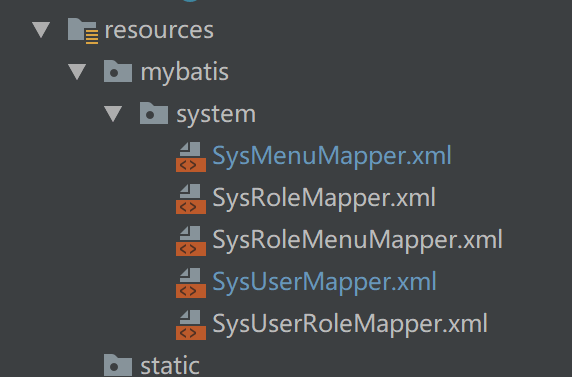 resources
mybatis
system
SysMenuMapper.xml
SysRoleMapper.xml
SysRoleMenuMapper.xml
SysUserMapper.xml
SysUserRoleMapper.xml
static